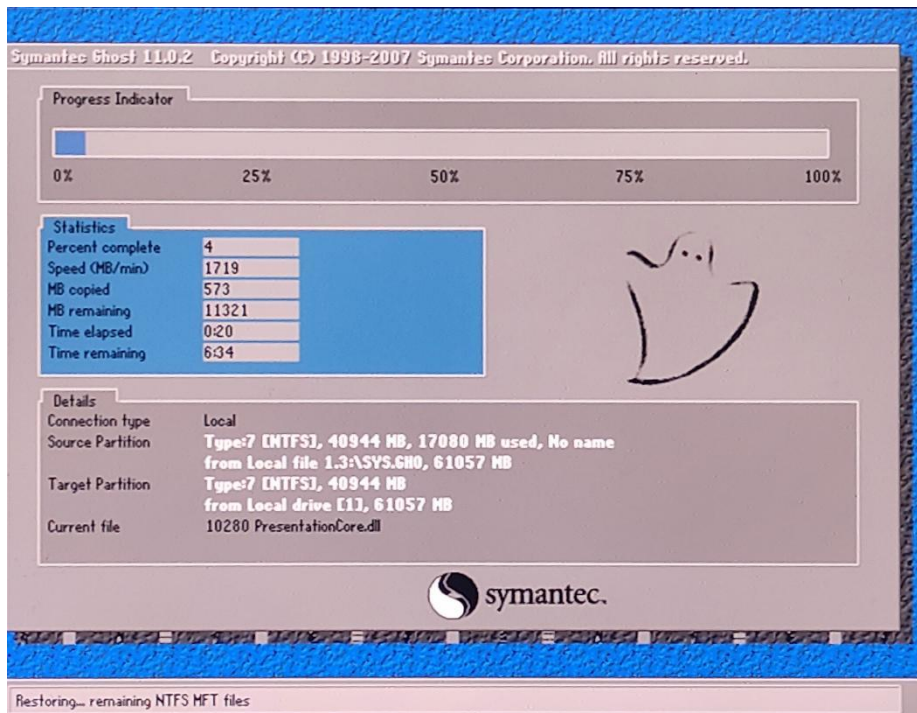 Symantec Ghost 11.0.2   Copyright (C) 1998-2007 Symantec Corporation. All rights reserved.
Progress Indicator
0%   25%   50%   75%   100%
Statistics
Percent complete   4
Speed (MB/min)   1719
MB copied   573
MB remaining   11321
Time elapsed   0:20
Time remaining   6:34
Details
Connection type   Local
Source Partition   Type:7 [NTFS], 40944 MB, 17080 MB used, No name
from Local file 1.3:\SYS.GHO, 61057 MB
Target Partition   Type:7 [NTFS], 40944 MB
from Local drive [1], 61057 MB
Current file   10280 PresentationCore.dll
symantec.
Restoring... remaining NTFS MFT files